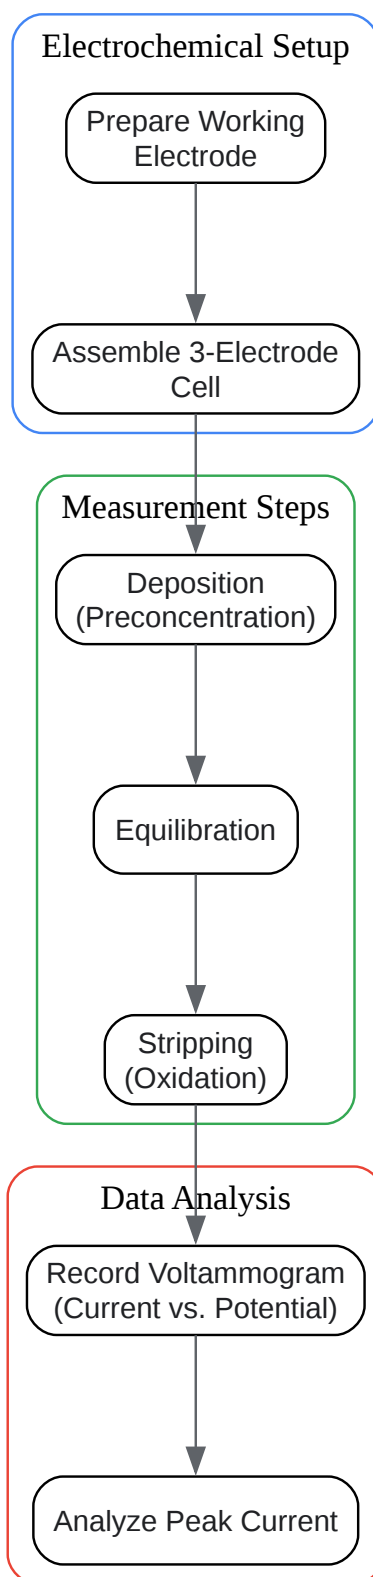 Electrochemical Setup
Prepare Working
Electrode
Assemble 3-Electrode
Cell
Measurement Steps
Deposition
(Preconcentration)
Equilibration
Stripping
(Oxidation)
Data Analysis
Record Voltammogram
(Current vs. Potential)
Analyze Peak Current